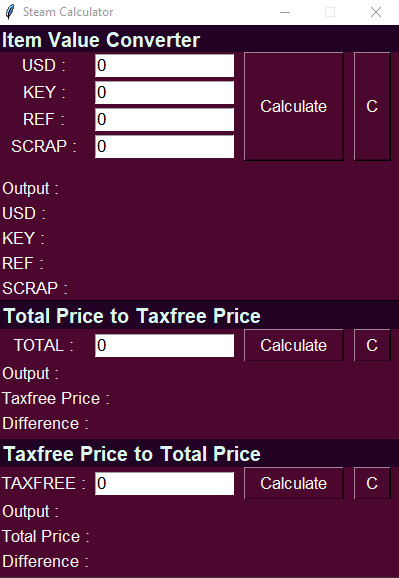 Steam Calculator
Item Value Converter
USD : 0
KEY : 0
REF : 0
SCRAP : 0
Calculate C
Output :
USD :
KEY :
REF :
SCRAP :
Total Price to Taxfree Price
TOTAL : 0 Calculate C
Output :
Taxfree Price :
Difference :
Taxfree Price to Total Price
TAXFREE : 0 Calculate C
Output :
Total Price :
Difference :